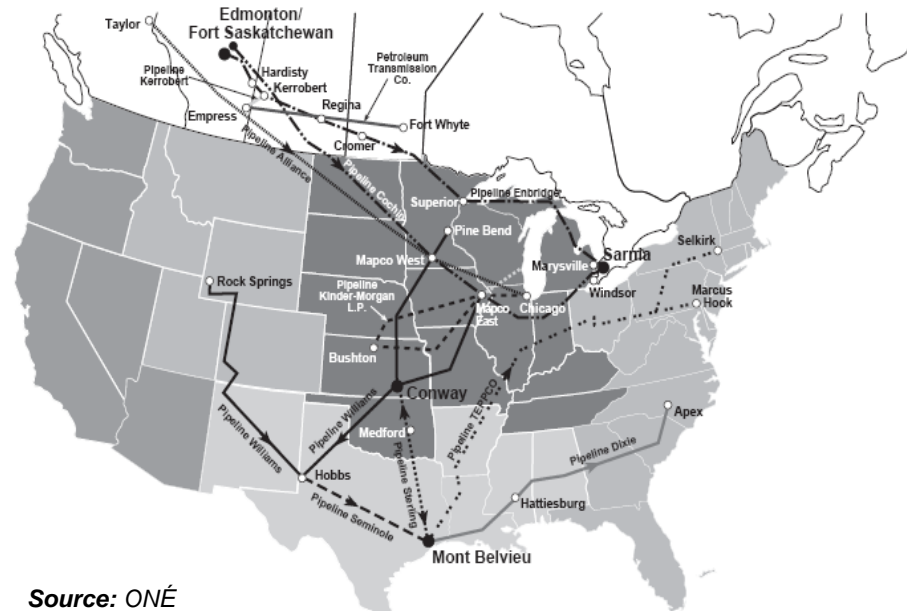 Edmonton/
Fort Saskatchewan
Taylor
Pipeline
Kerrobert
Hardisty
Kerrobert
Petroleum
Transmission
Co.
Empress
Regina
Fort Whyte
Cromer
Pipeline Alliance
Pipeline Cochin
Superior
Pipeline Enbridge
Pine Bend
Mapco West
Marysville
Sarnia
Selkirk
Windsor
Marcus
Hook
Rock Springs
Pipeline
Kinder-Morgan
L.P.
Mapco
East
Chicago
Bushton
Conway
Pipeline Williams
Pipeline Williams
Medford
Pipeline TEPPCO
Apex
Pipeline Dixie
Hobbs
Pipeline Sterling
Pipeline Seminole
Hattiesburg
Mont Belvieu
Source: ONÉ